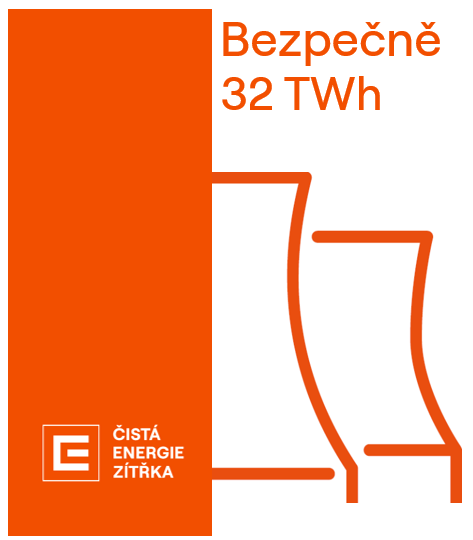 Bezpečně
32 TWh
ČISTÁ
ENERGIE
ZÍTŘKA